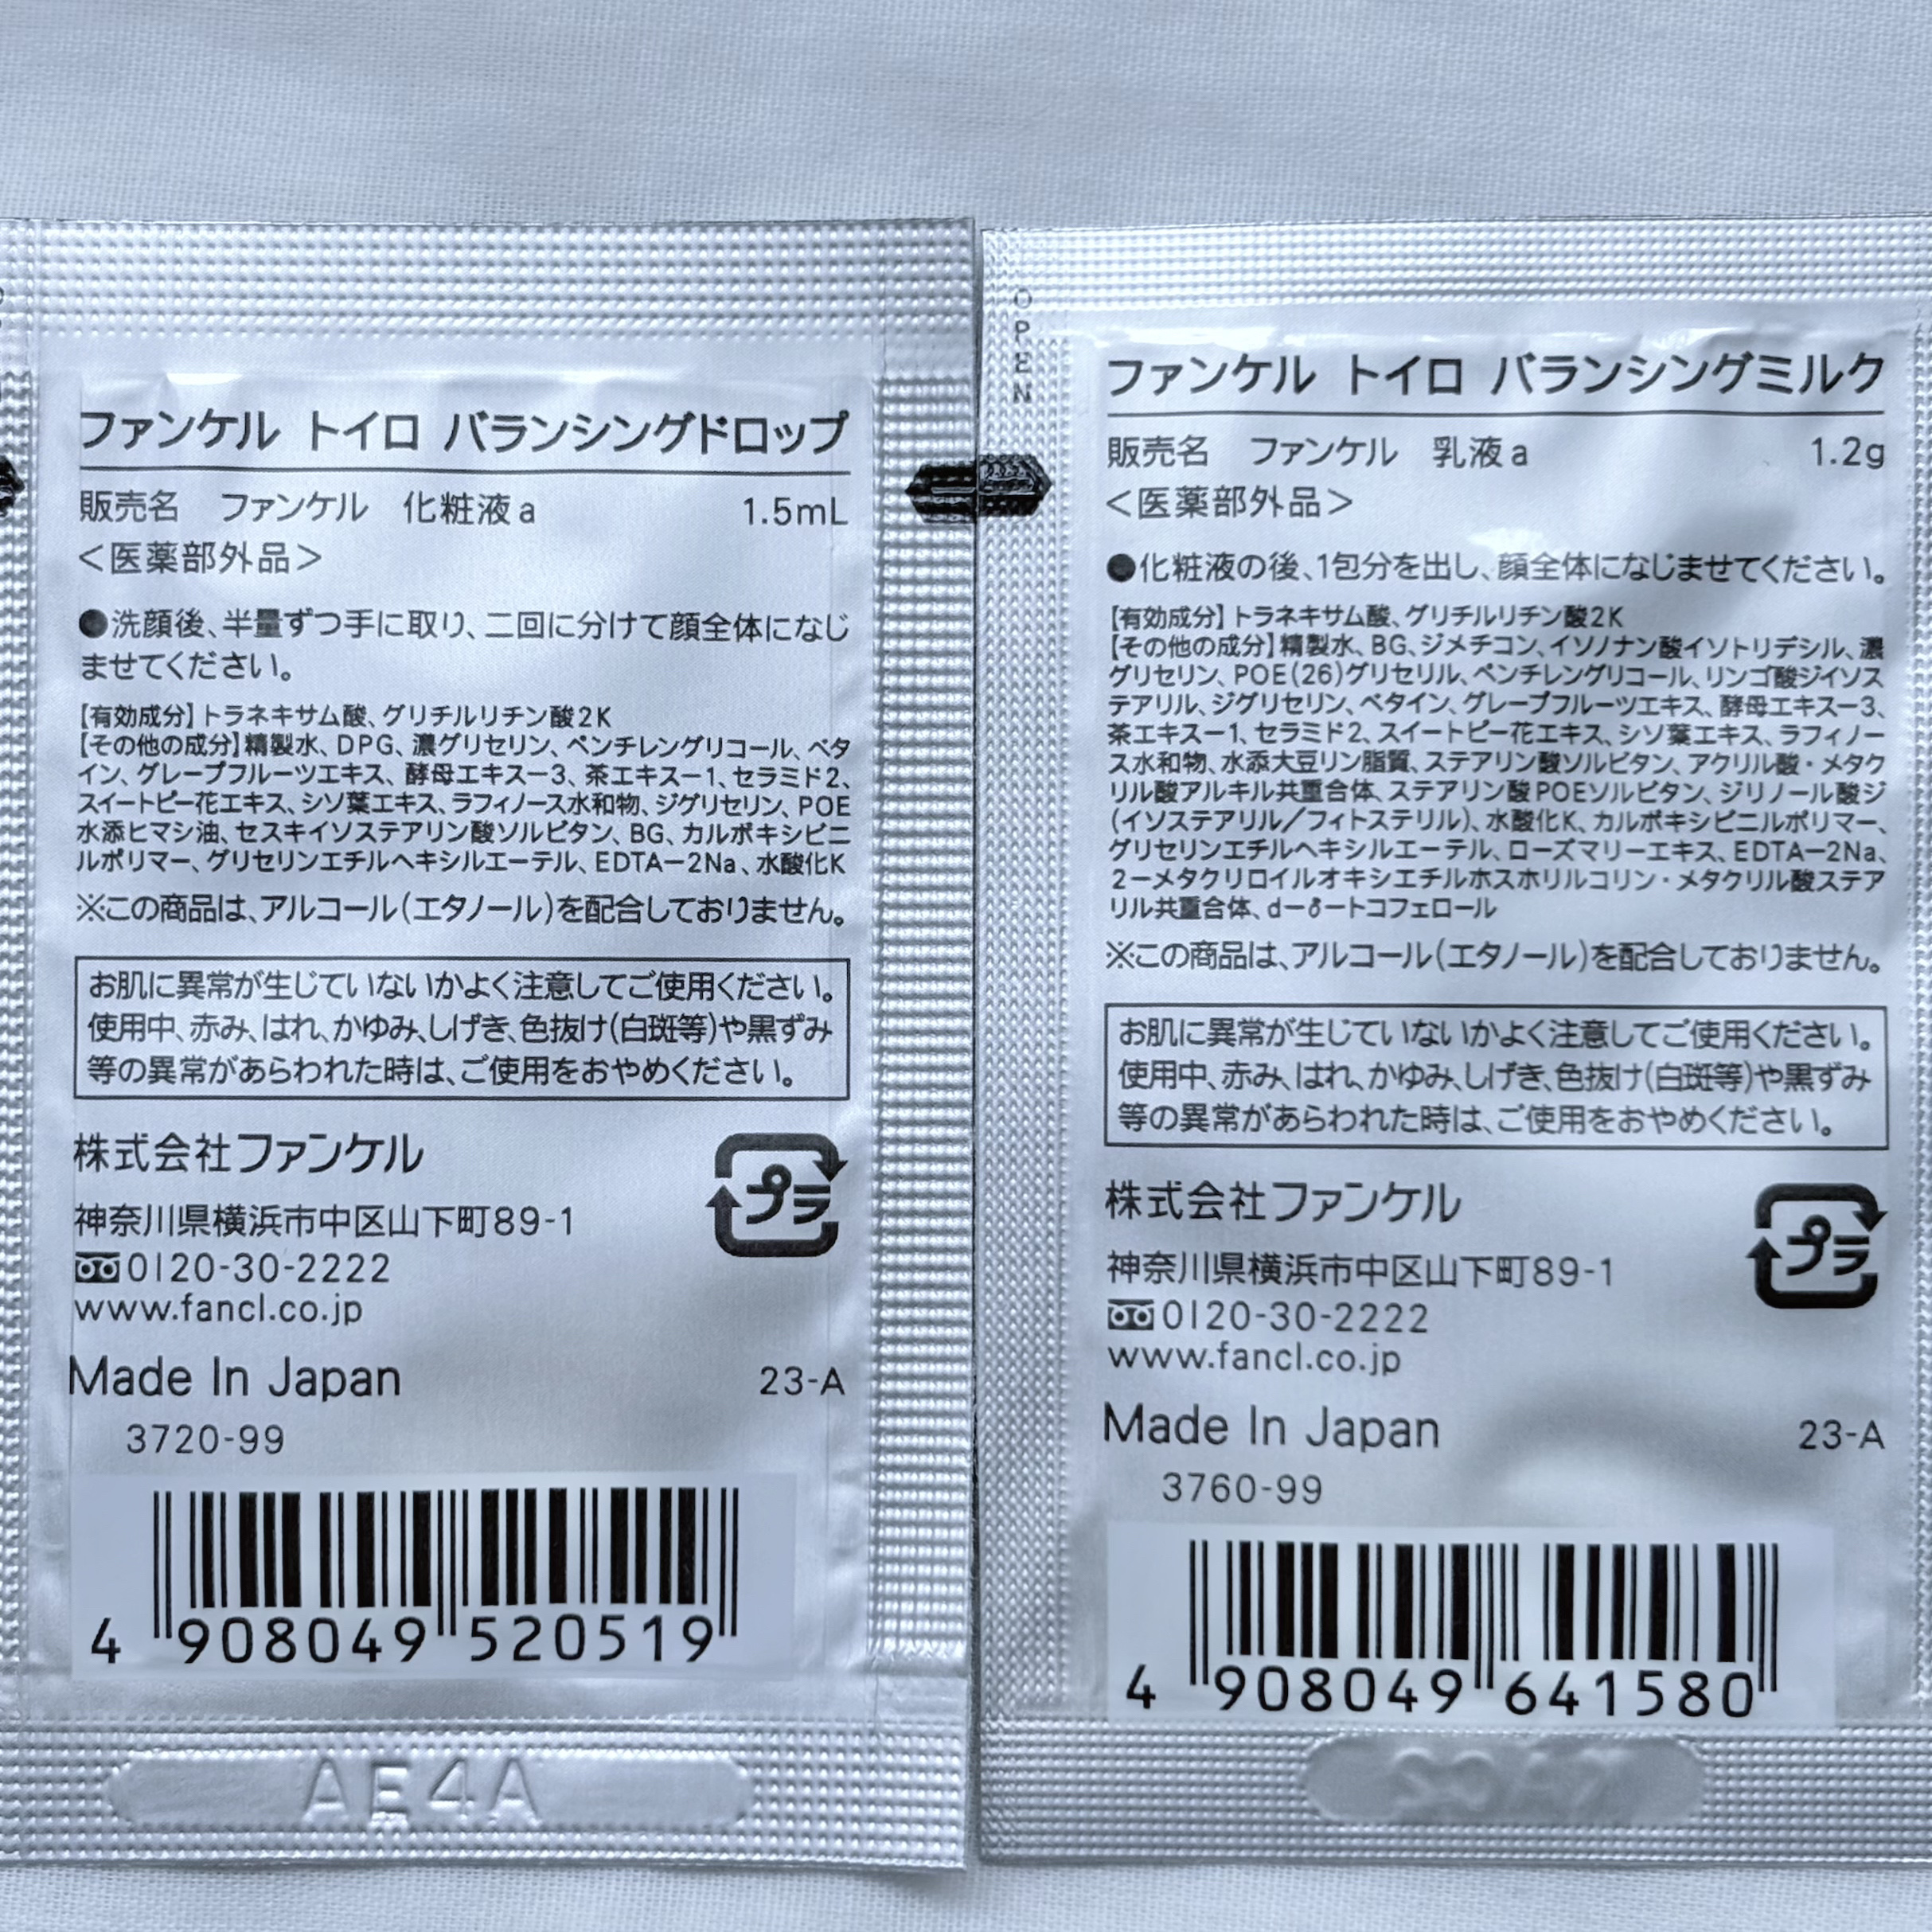 ファンケル トイロ バランシングドロップ
販売名 ファンケル 化粧液a 1.5mL
＜医薬部外品＞
●洗顔後、半量ずつ手に取り、二回に分けて顔全体になじ
ませてください。
【有効成分】トラネキサム酸、グリチルリチン酸2K
【その他の成分】精製水、DPG、濃グリセリン、ペンチレングリコール、ベタ
イン、グレープフルーツエキス、酵母エキス－3、茶エキス－1、セラミド2、
スイートピー花エキス、シソ葉エキス、ラフィノース水和物、ジグリセリン、POE
水添ヒマシ油、セスキイソステアリン酸ソルビタン、BG、カルボキシビニ
ルポリマー、グリセリンエチルヘキシルエーテル、EDTA－2Na、水酸化K
※この商品は、アルコール(エタノール)を配合しておりません。
お肌に異常が生じていないかよく注意してご使用ください。
使用中、赤み、はれ、かゆみ、しげき、色抜け(白斑等)や黒ずみ
等の異常があらわれた時は、ご使用をおやめください。
株式会社ファンケル
神奈川県横浜市中区山下町89-1
0120-30-2222
www.fancl.co.jp
プラ
Made In Japan 23-A
3720-99
4 908049 520519
AE4A
OPEN
ファンケル トイロ バランシングミルク
販売名 ファンケル 乳液a 1.2g
＜医薬部外品＞
●化粧液の後、1包分を出し、顔全体になじませてください。
【有効成分】トラネキサム酸、グリチルリチン酸2K
【その他の成分】精製水、BG、ジメチコン、イソノナン酸イソトリデシル、濃
グリセリン、POE(26)グリセリル、ペンチレングリコール、リンゴ酸ジイソス
テアリル、ジグリセリン、ベタイン、グレープフルーツエキス、酵母エキス－3、
茶エキス－1、セラミド2、スイートピー花エキス、シソ葉エキス、ラフィノー
ス水和物、水添大豆リン脂質、ステアリン酸ソルビタン、アクリル酸・メタク
リル酸アルキル共重合体、ステアリン酸POEソルビタン、ジリノール酸ジ
(イソステアリル/フィトステリル)、水酸化K、カルボキシビニルポリマー、
グリセリンエチルヘキシルエーテル、ローズマリーエキス、EDTA－2Na、
2－メタクリロイルオキシエチルホスホリルコリン・メタクリル酸ステア
リル共重合体、d－δ－トコフェロール
※この商品は、アルコール(エタノール)を配合しておりません。
お肌に異常が生じていないかよく注意してご使用ください。
使用中、赤み、はれ、かゆみ、しげき、色抜け(白斑等)や黒ずみ
等の異常があらわれた時は、ご使用をおやめください。
株式会社ファンケル
神奈川県横浜市中区山下町89-1
0120-30-2222
www.fancl.co.jp
プラ
Made In Japan 23-A
3760-99
4 908049 641580